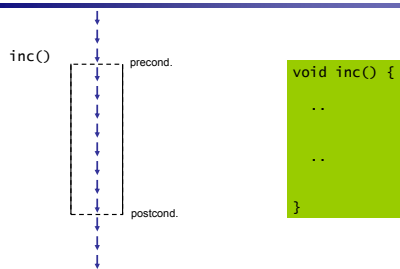 inc()
precond.
postcond.
void inc() {
..
..
}